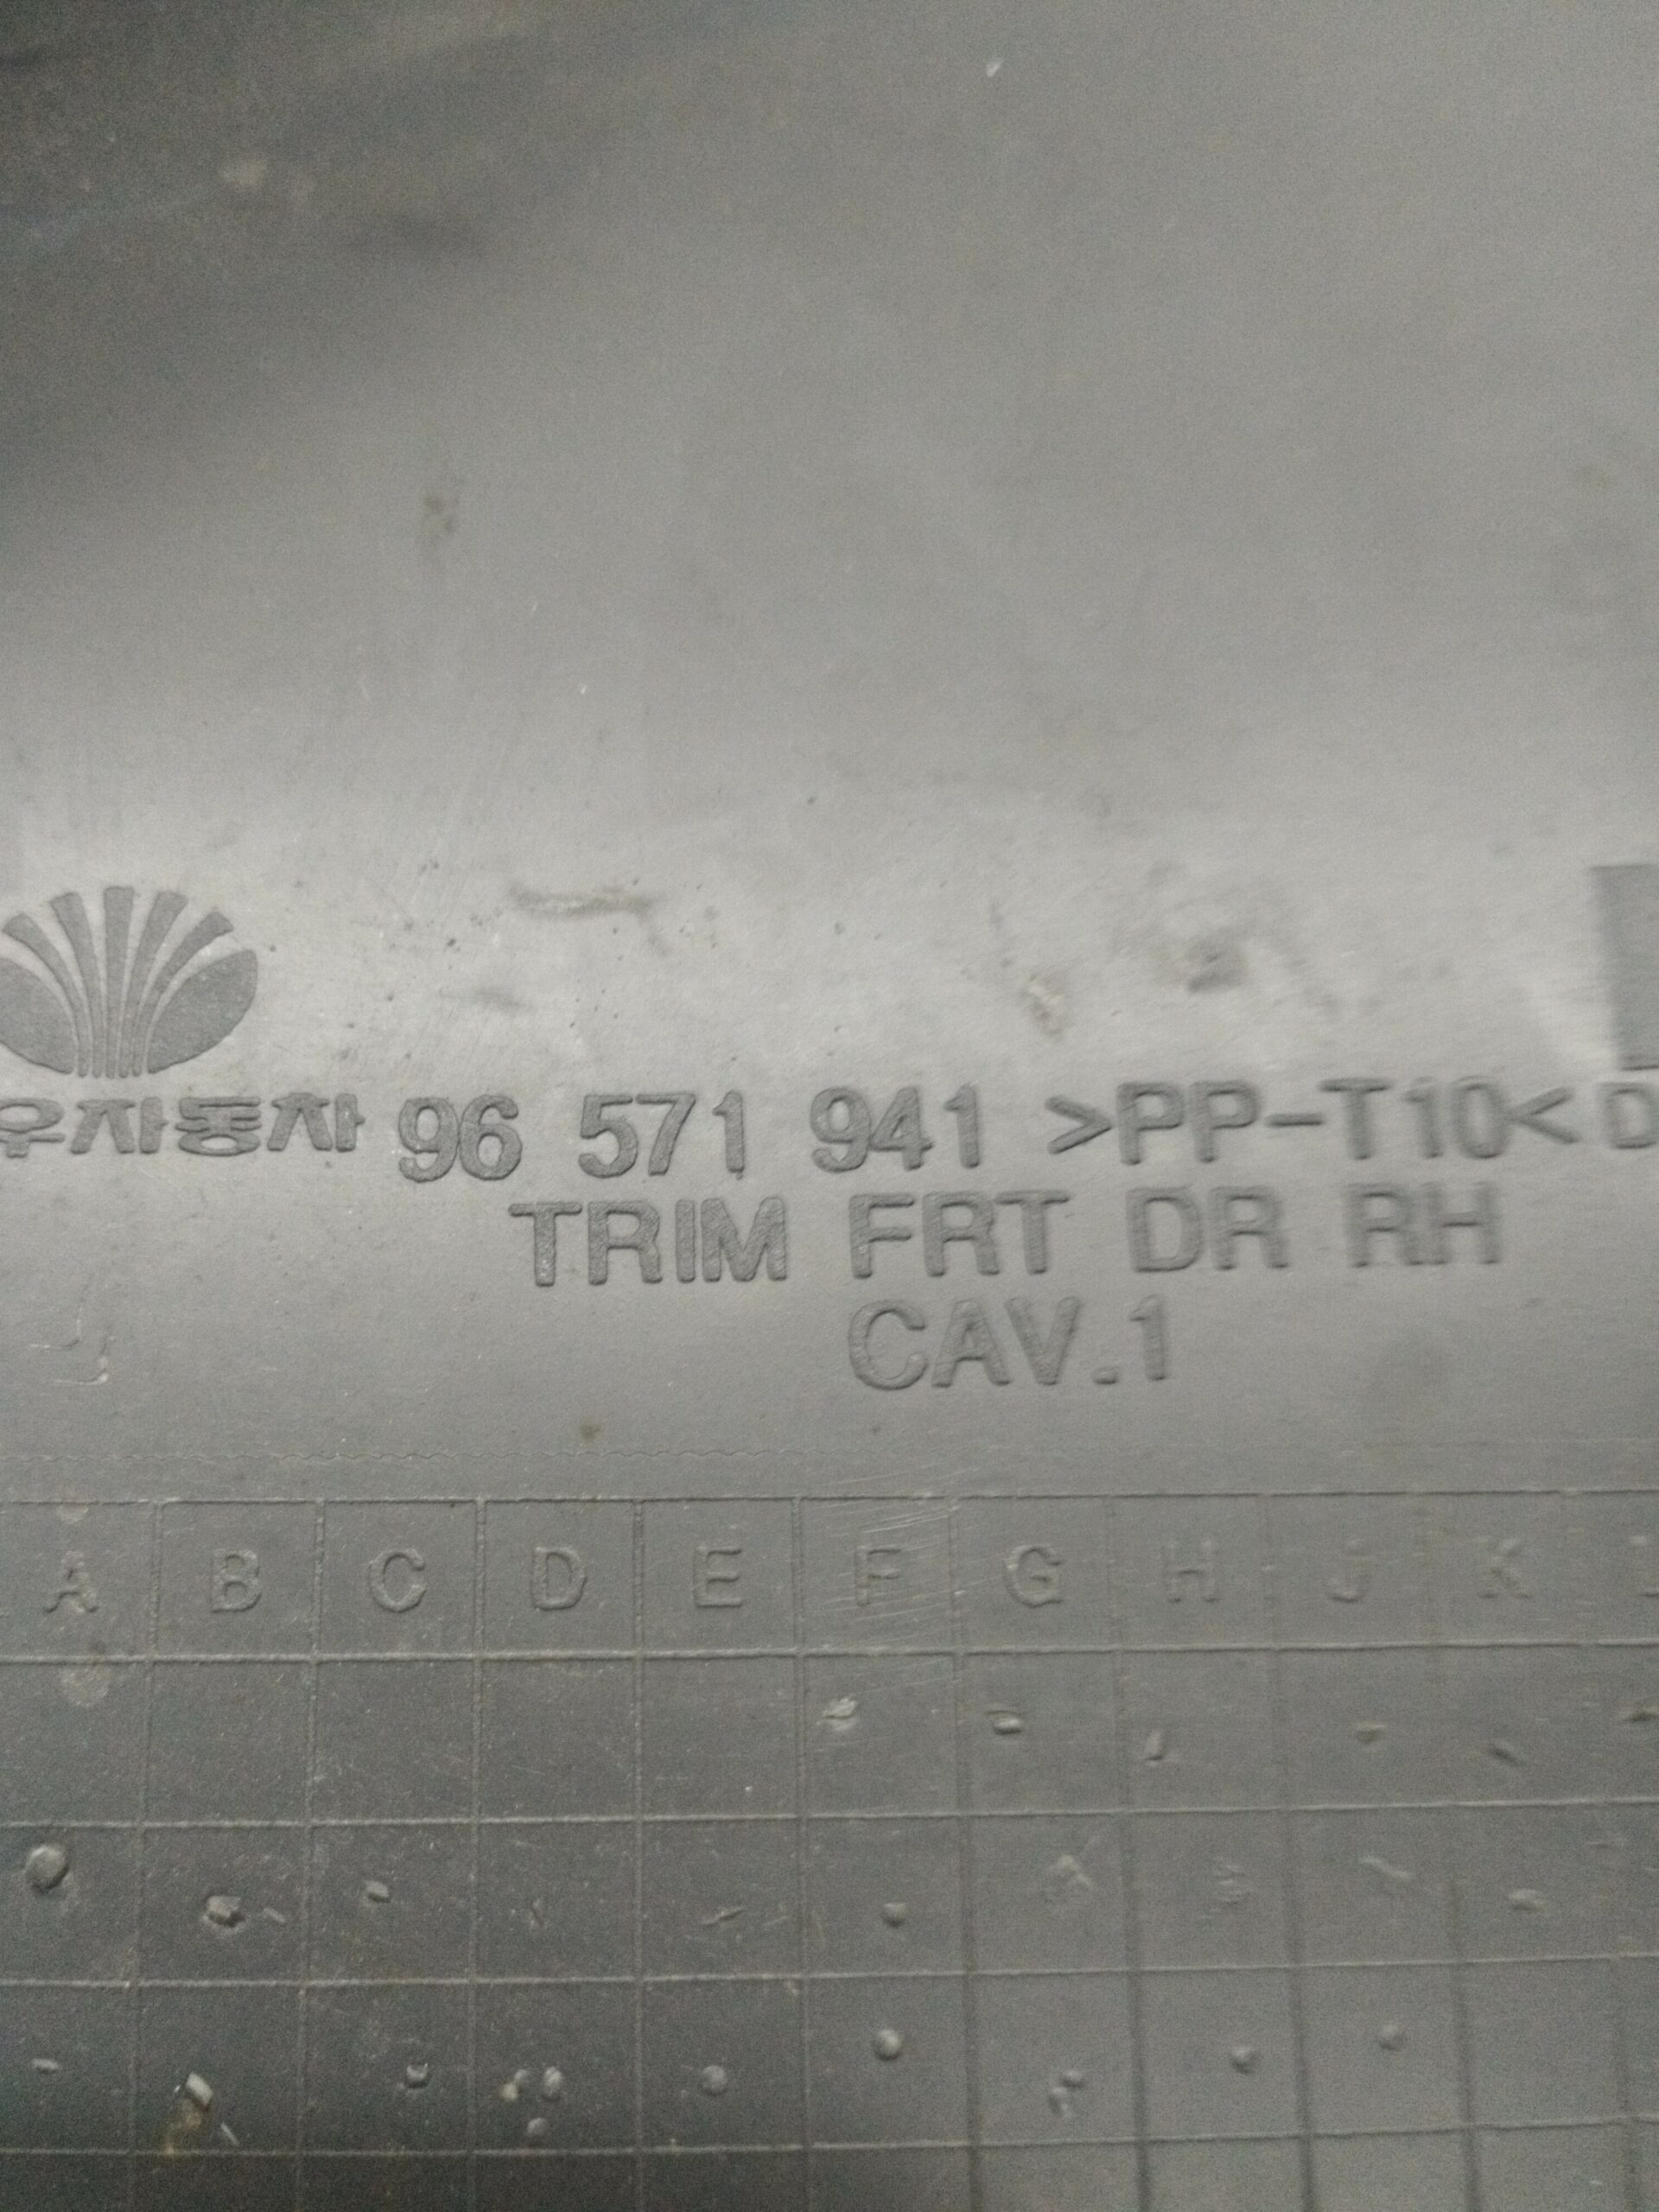 우자동차 96 571 941 >PP-T10< D
TRIM FRT DR RH
CAV.1
A B C D E F G H J K